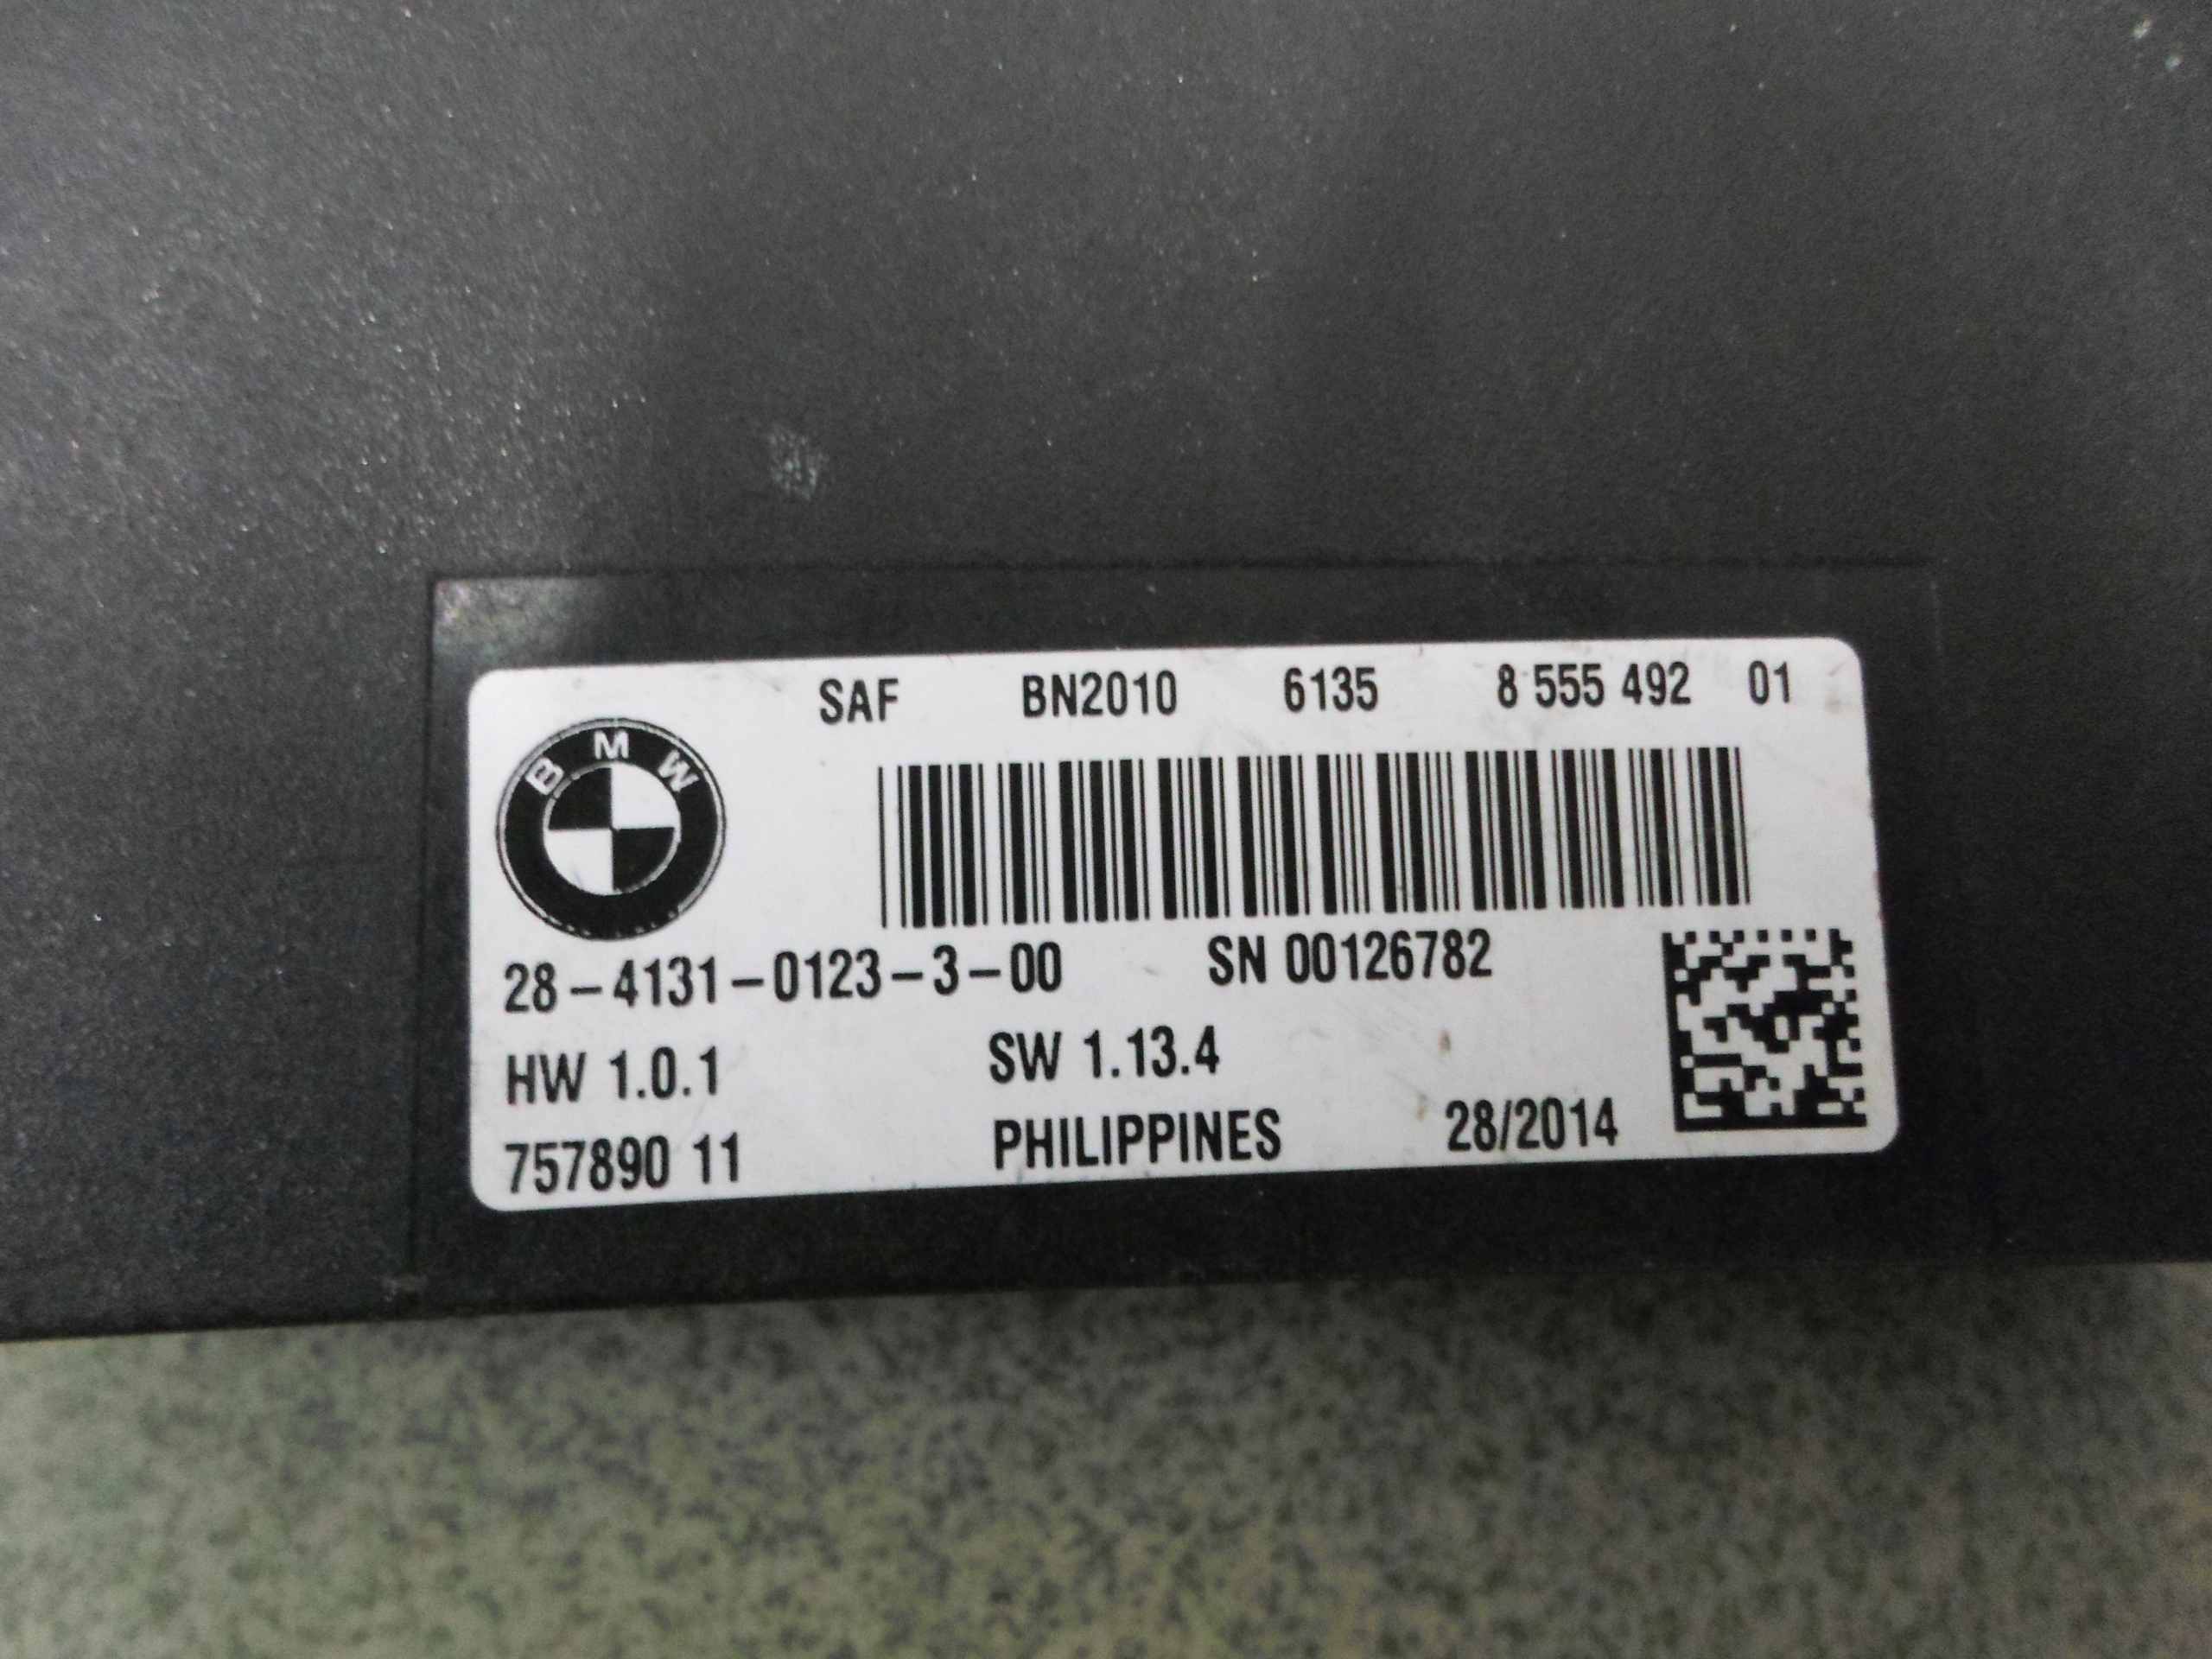 SAF BN2010 6135 8 555 492 01
BMW
28-4131-0123-3-00 SN 00126782
HW 1.0.1 SW 1.13.4
757890 11 PHILIPPINES 28/2014